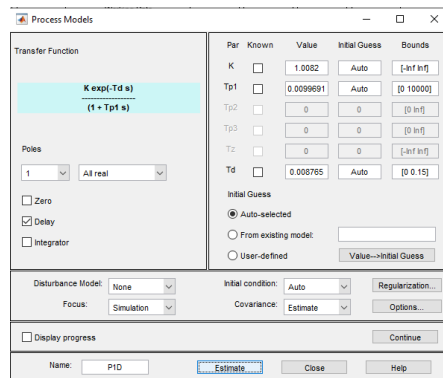 Process Models
Transfer Function
K exp(-Td s)
----------------
(1 + Tp1 s)
Poles
1 All real
Zero
Delay
Integrator
Par Known Value Initial Guess Bounds
K 1.0082 Auto [-Inf Inf]
Tp1 0.0099691 Auto [0 10000]
Tp2 0 0 [0 Inf]
Tp3 0 0 [0 Inf]
Tz 0 0 [-Inf Inf]
Td 0.008765 Auto [0 0.15]
Initial Guess
Auto-selected
From existing model:
User-defined Value-->Initial Guess
Disturbance Model: None Initial condition: Auto Regularization...
Focus: Simulation Covariance: Estimate Options...
Display progress Continue
Name: P1D Estimate Close Help